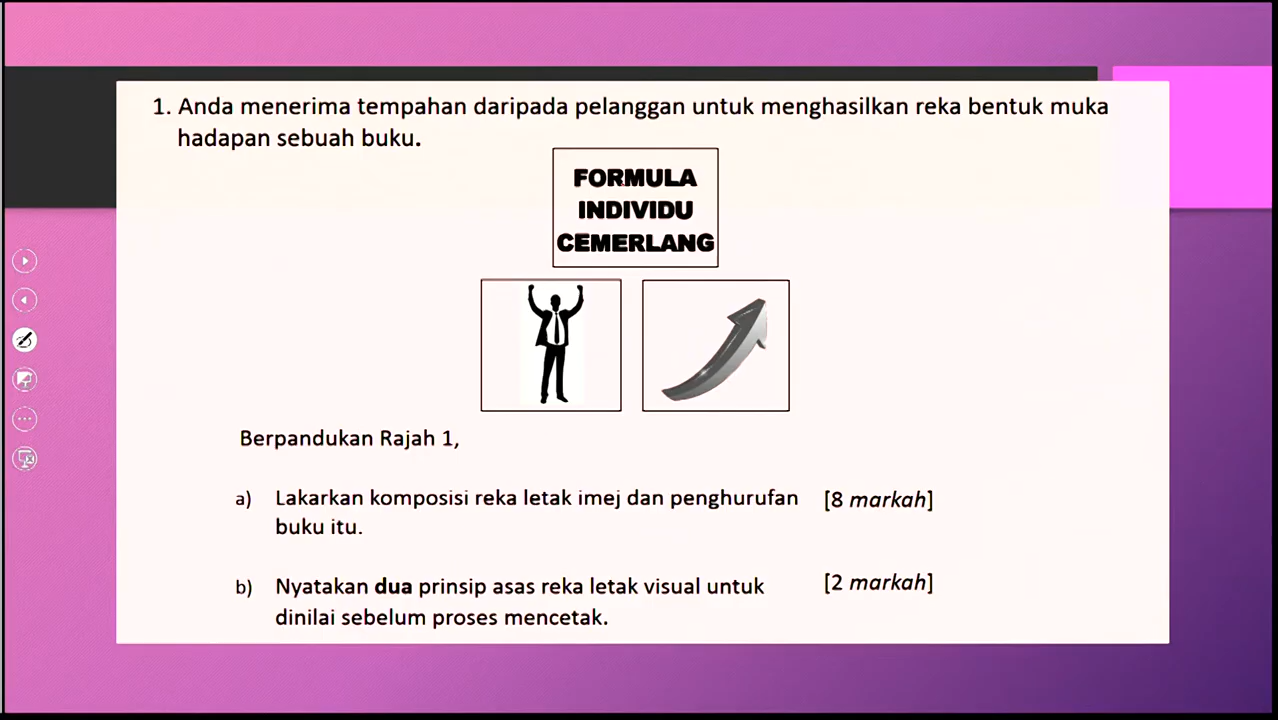 1. Anda menerima tempahan daripada pelanggan untuk menghasilkan reka bentuk muka
hadapan sebuah buku.
FORMULA
INDIVIDU
CEMERLANG
Berpandukan Rajah 1,
a) Lakarkan komposisi reka letak imej dan penghurufan [8 markah]
buku itu.
b) Nyatakan dua prinsip asas reka letak visual untuk [2 markah]
dinilai sebelum proses mencetak.